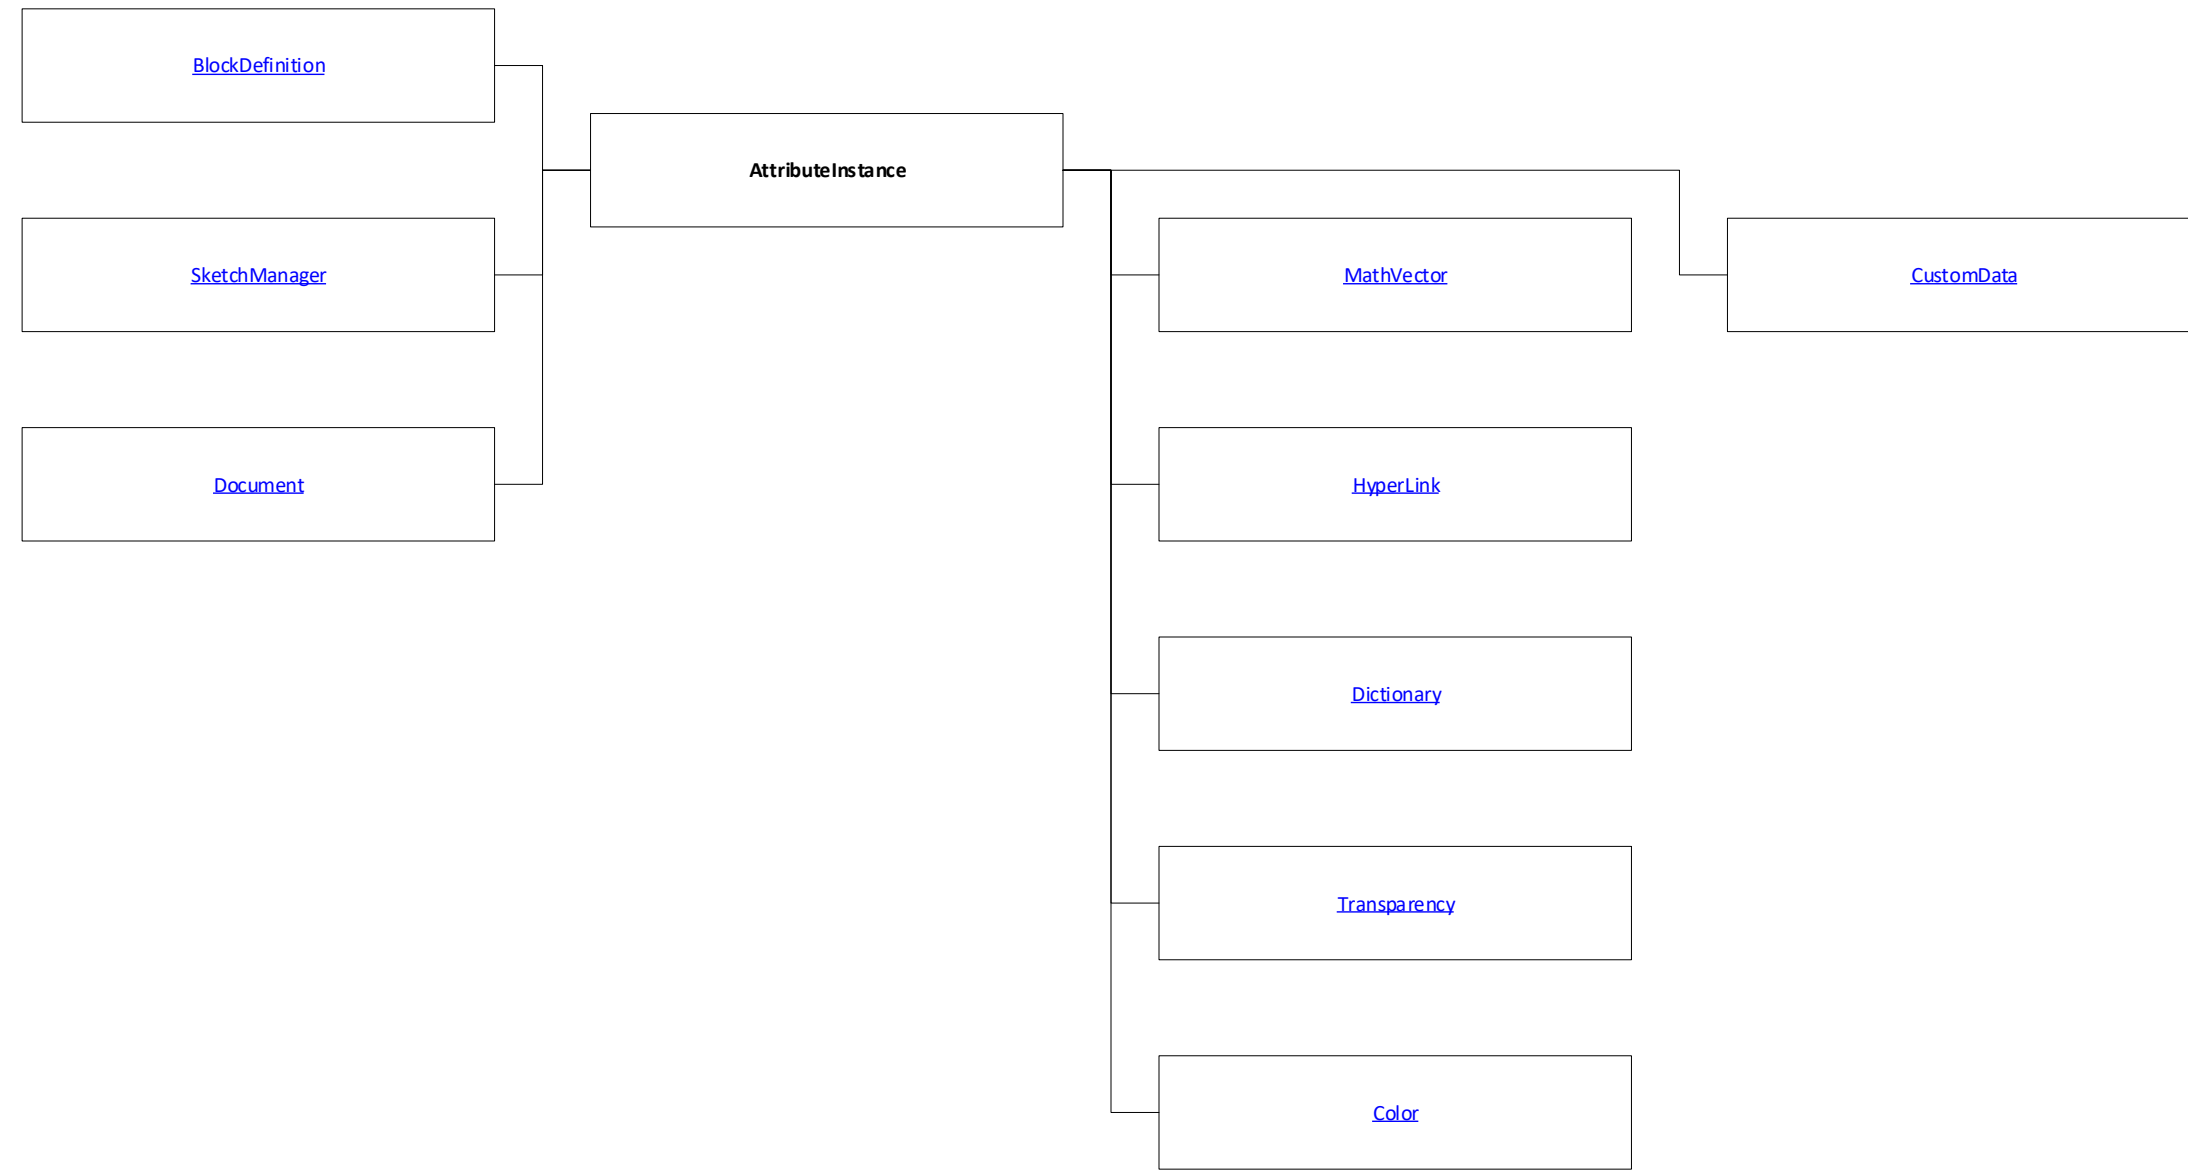 BlockDefinition
AttributeInstance
SketchManager
MathVector
CustomData
Document
HyperLink
Dictionary
Transparency
Color